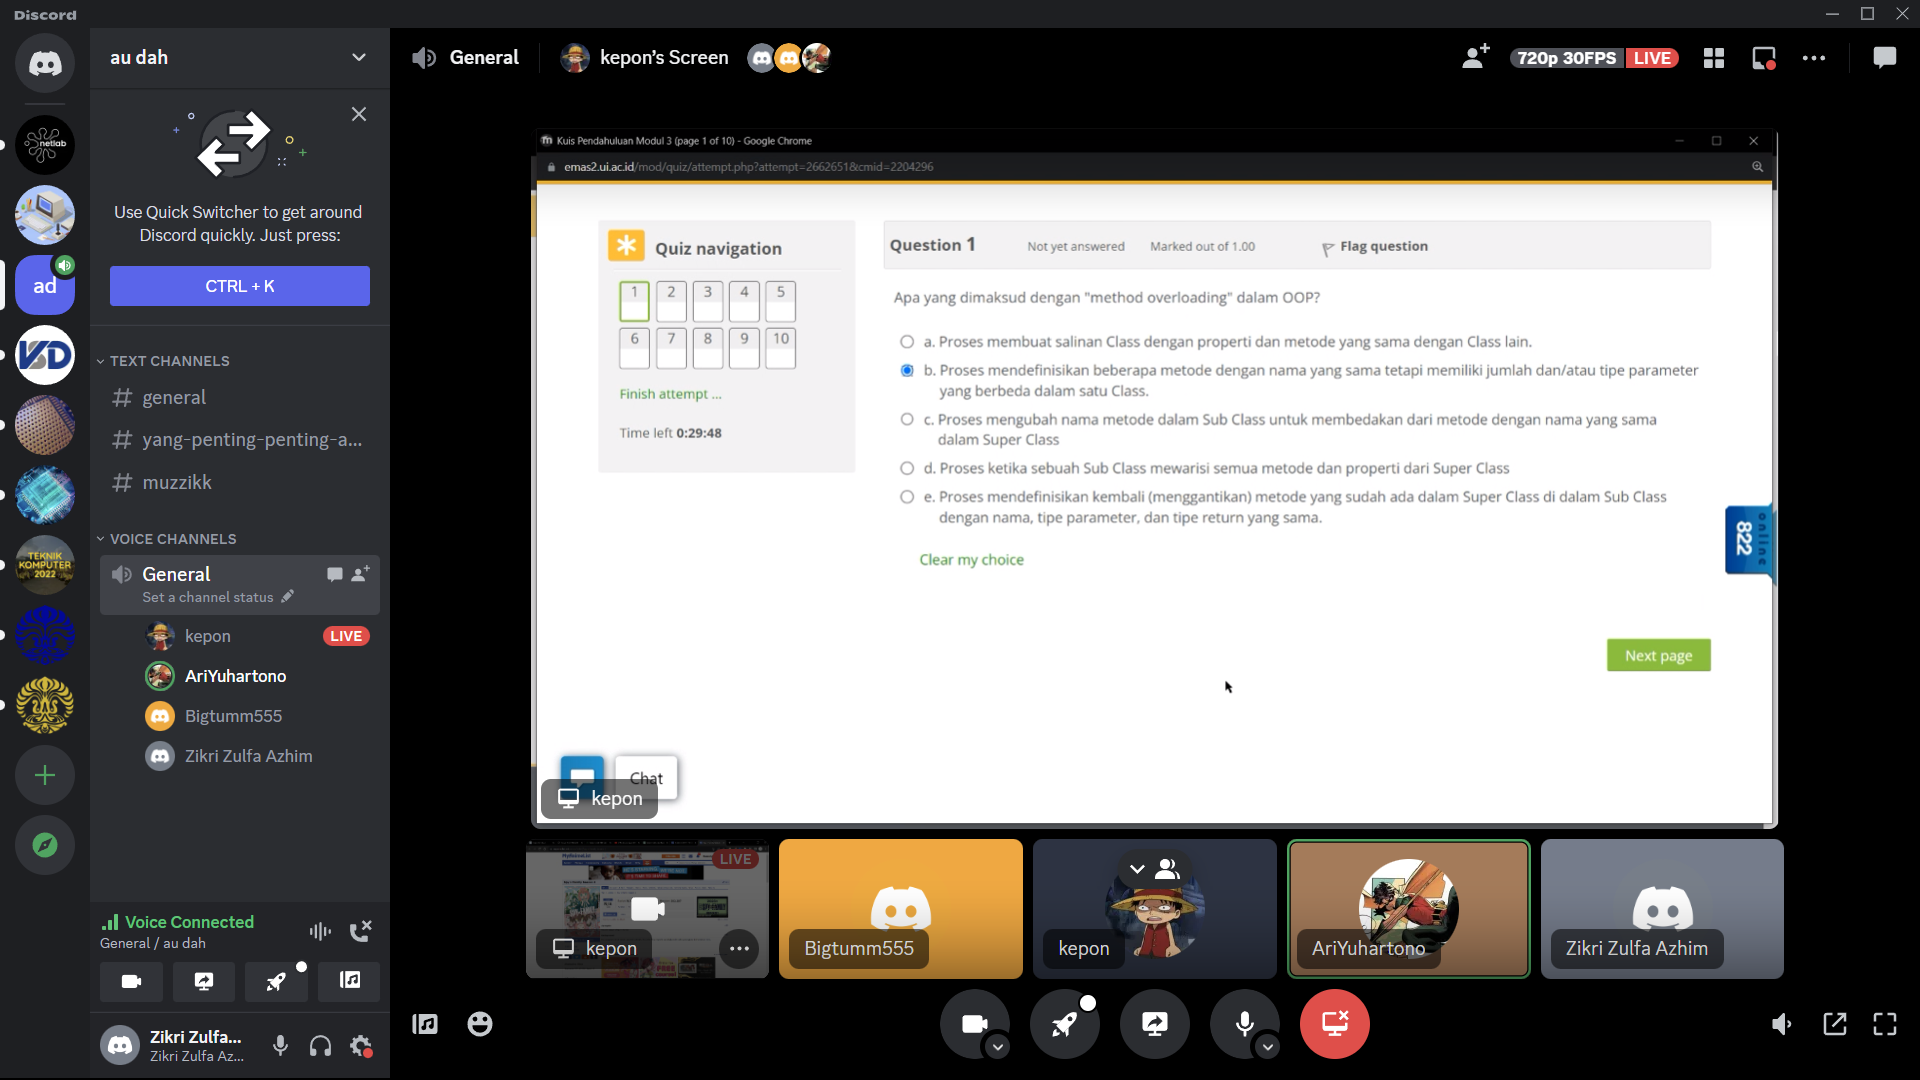 Discord
au dah
General
kepon's Screen
720p 30FPS LIVE
netlab
Use Quick Switcher to get around
Discord quickly. Just press:
CTRL + K
ad
TEXT CHANNELS
general
yang-penting-penting-a...
muzzikk
TEKNIK
KOMPUTER
2022
VOICE CHANNELS
General
Set a channel status
kepon
LIVE
AriYuhartono
Bigtumm555
Zikri Zulfa Azhim
Voice Connected
General / au dah
Zikri Zulfa...
Zikri Zulfa Az...
Kuis Pendahuluan Modul 3 (page 1 of 10) - Google Chrome
emas2.ui.ac.id/mod/quiz/attempt.php?attempt=2662651&cmid=2204296
Quiz navigation
1 2 3 4 5
6 7 8 9 10
Finish attempt ...
Time left 0:29:48
Question 1
Not yet answered
Marked out of 1.00
Flag question
Apa yang dimaksud dengan "method overloading" dalam OOP?
a. Proses membuat salinan Class dengan properti dan metode yang sama dengan Class lain.
b. Proses mendefinisikan beberapa metode dengan nama yang sama tetapi memiliki jumlah dan/atau tipe parameter
yang berbeda dalam satu Class.
c. Proses mengubah nama metode dalam Sub Class untuk membedakan dari metode dengan nama yang sama
dalam Super Class
d. Proses ketika sebuah Sub Class mewarisi semua metode dan properti dari Super Class
e. Proses mendefinisikan kembali (menggantikan) metode yang sudah ada dalam Super Class di dalam Sub Class
dengan nama, tipe parameter, dan tipe return yang sama.
Clear my choice
822
online
Next page
Chat
kepon
LIVE
kepon
Bigtumm555
kepon
AriYuhartono
Zikri Zulfa Azhim